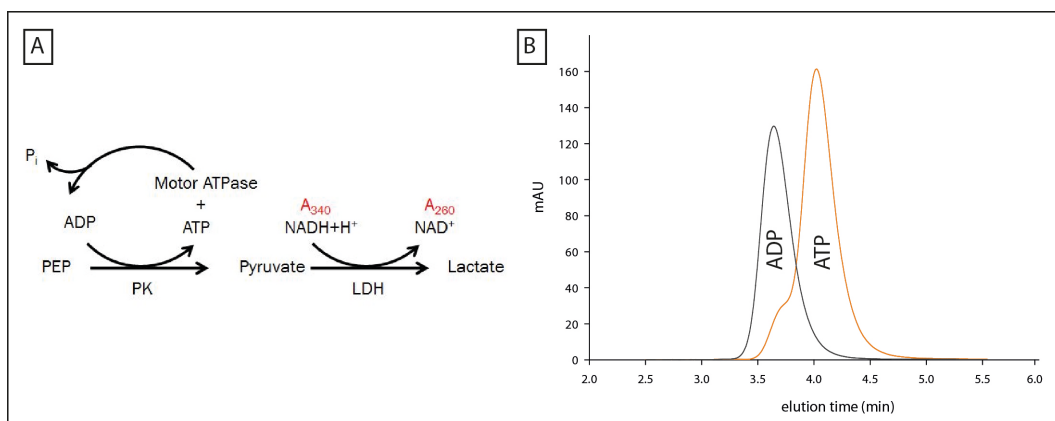 A
P i
Motor ATPase
+
ADP
ATP
A340
NADH+H+
A260
NAD+
PEP
Pyruvate
Lactate
PK
LDH
B
mAU
160
140
120
100
80
60
40
20
0
ADP
ATP
2.0 2.5 3.0 3.5 4.0 4.5 5.0 5.5 6.0
elution time (min)